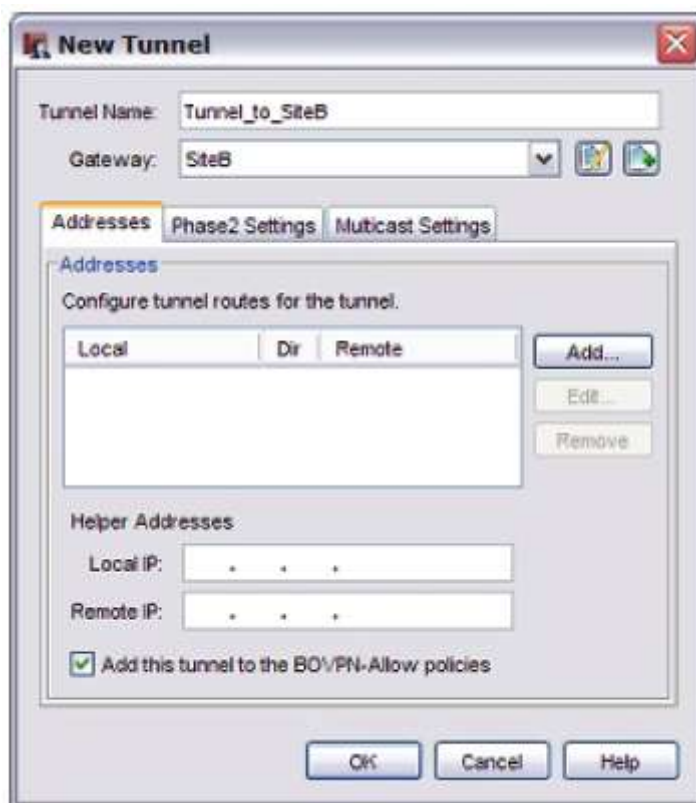 New Tunnel
Tunnel Name: Tunnel_to_SiteB
Gateway: SiteB
Addresses Phase2 Settings Multicast Settings
Addresses
Configure tunnel routes for the tunnel.
Local Dir Remote
Add...
Edit...
Remove
Helper Addresses
Local IP: . . .
Remote IP: . . .
Add this tunnel to the BOVPN-Allow policies
OK Cancel Help